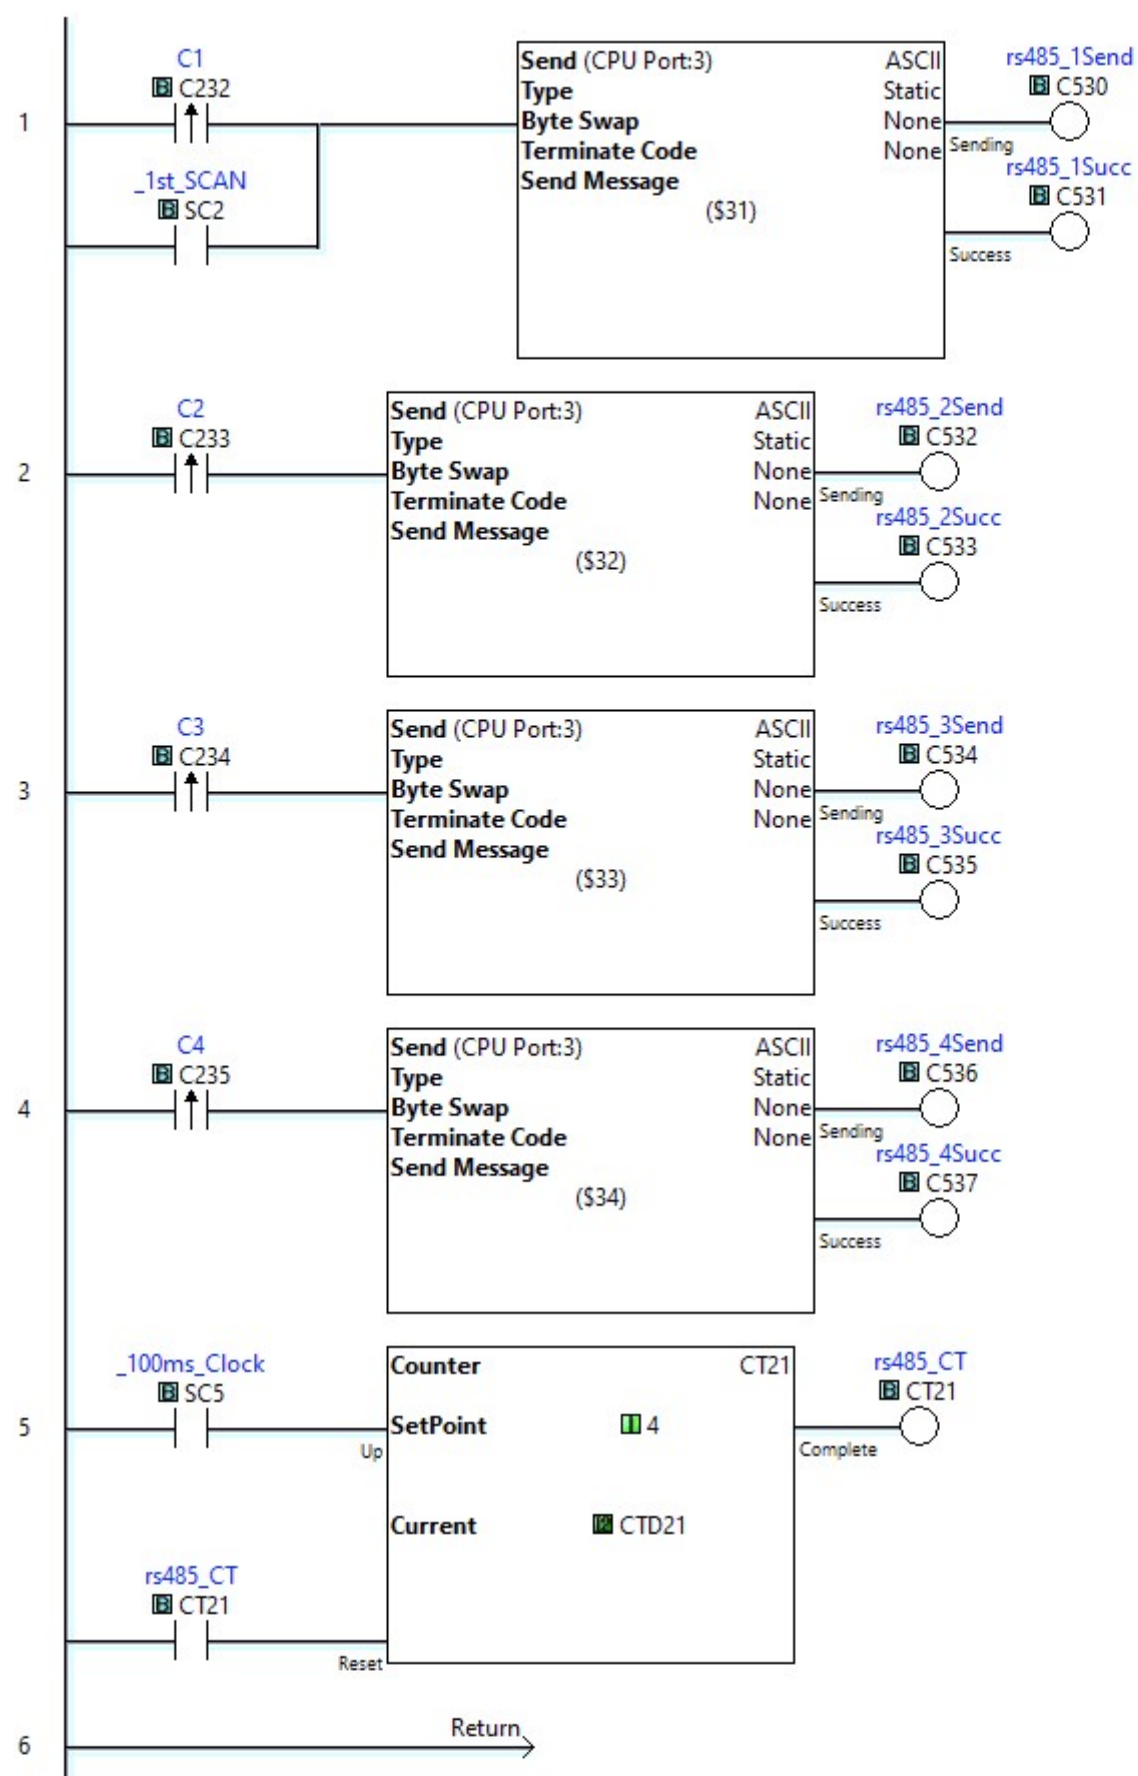 C1
B C232
_1st_SCAN
B SC2
1
Send (CPU Port:3) ASCII
Type Static
Byte Swap None
Terminate Code None
Send Message
($31)
rs485_1Send
B C530
Sending
rs485_1Succ
B C531
Success
C2
B C233
2
Send (CPU Port:3) ASCII
Type Static
Byte Swap None
Terminate Code None
Send Message
($32)
rs485_2Send
B C532
Sending
rs485_2Succ
B C533
Success
C3
B C234
3
Send (CPU Port:3) ASCII
Type Static
Byte Swap None
Terminate Code None
Send Message
($33)
rs485_3Send
B C534
Sending
rs485_3Succ
B C535
Success
C4
B C235
4
Send (CPU Port:3) ASCII
Type Static
Byte Swap None
Terminate Code None
Send Message
($34)
rs485_4Send
B C536
Sending
rs485_4Succ
B C537
Success
_100ms_Clock
B SC5
5
Up
Counter CT21
SetPoint I 4
Current CTD21
rs485_CT
B CT21
Complete
rs485_CT
B CT21
Reset
6
Return